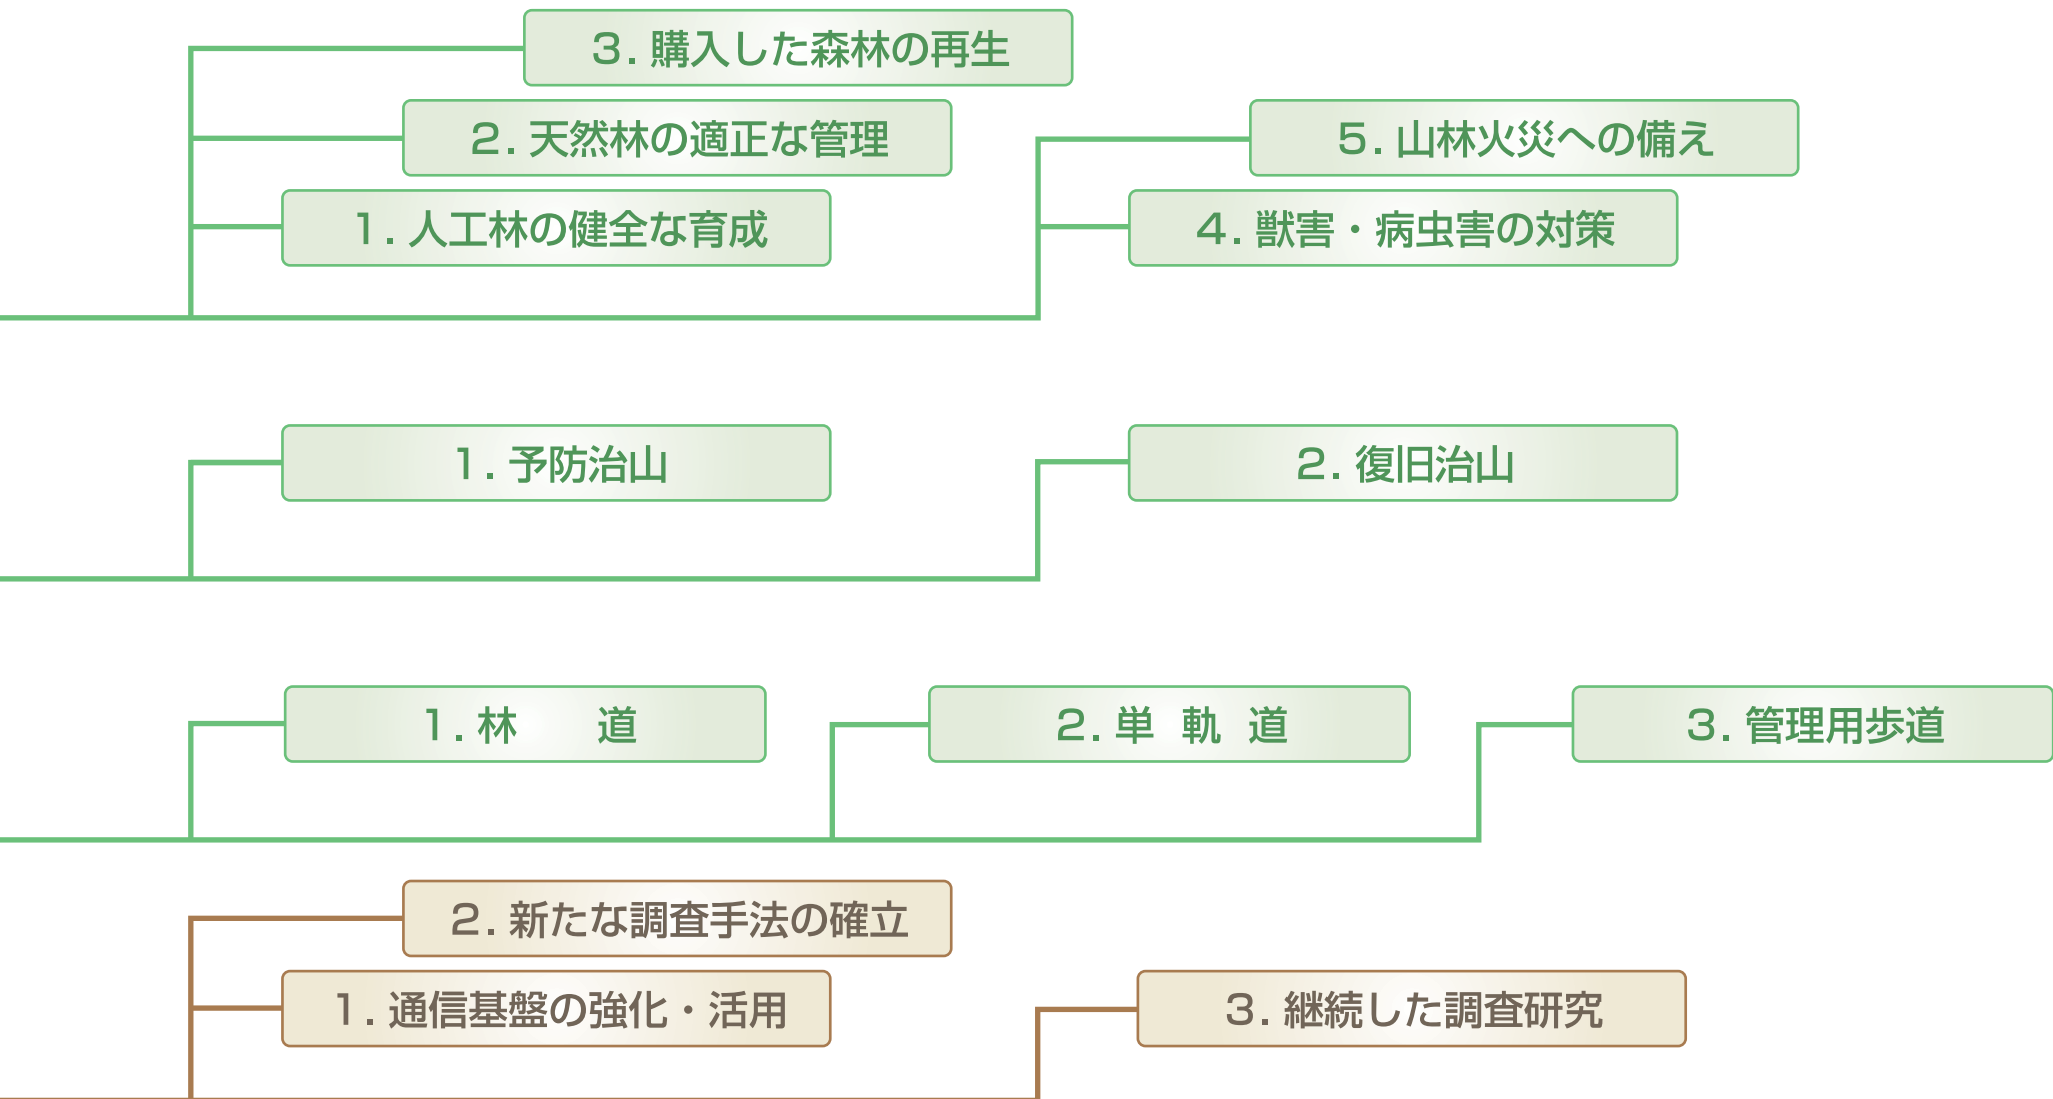 3. 購入した森林の再生
2. 天然林の適正な管理
5. 山林火災への備え
1. 人工林の健全な育成
4. 獣害・病虫害の対策
1. 予防治山
2. 復旧治山
1. 林　　道
2. 単 軌 道
3. 管理用歩道
2. 新たな調査手法の確立
1. 通信基盤の強化・活用
3. 継続した調査研究